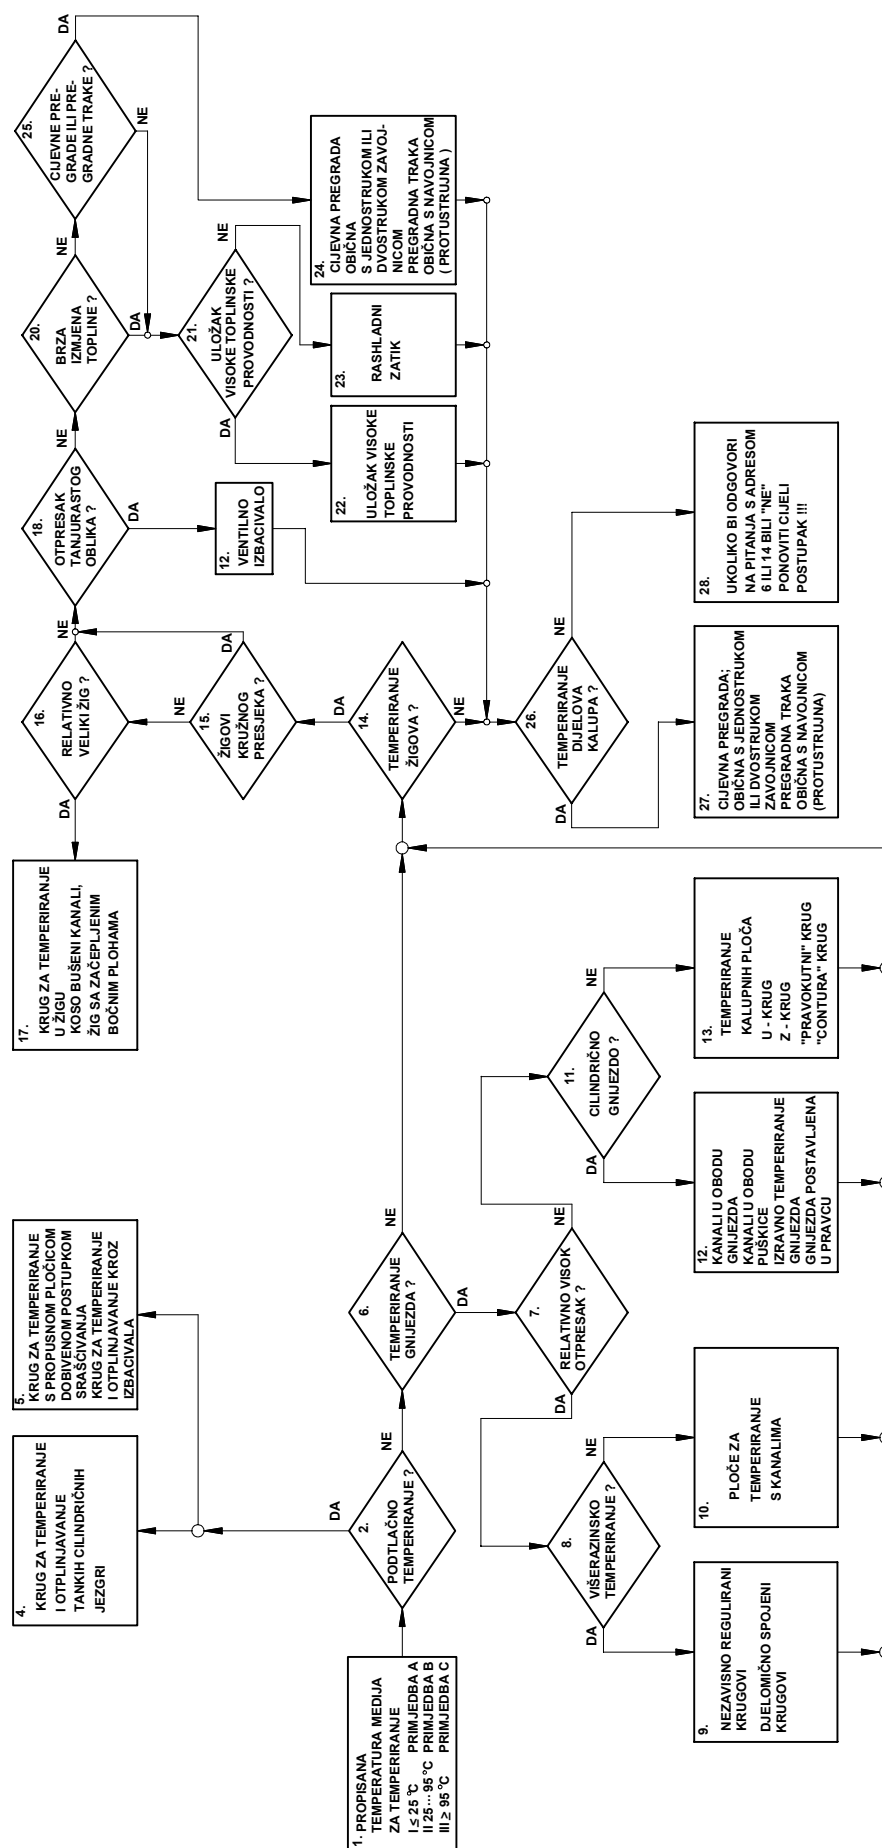 1. PROPISANA
TEMPERATURA MEDIJA
ZA TEMPERIRANJE
I ≤ 25 °C PRIMJEDBA A
II 25 ··· 95 °C PRIMJEDBA B
III ≥ 95 °C PRIMJEDBA C
2.
PODTLAČNO
TEMPERIRANJE ?
DA
NE
4.
KRUG ZA TEMPERIRANJE
I OTPLINJAVANJE
TANKIH CILINDRIČNIH
JEZGRI
5.
KRUG ZA TEMPERIRANJE
S PROPUSNOM PLOČICOM
DOBIVENOM POSTUPKOM
SRAŠĆIVANJA
KRUG ZA TEMPERIRANJE
I OTPLINJAVANJE KROZ
IZBACIVALA
6.
TEMPERIRANJE
GNIJEZDA ?
NE
DA
7.
RELATIVNO VISOK
OTPRESAK ?
DA
NE
8.
VIŠERAZINSKO
TEMPERIRANJE ?
DA
NE
9.
NEZAVISNO REGULIRANI
KRUGOVI
DJELOMIČNO SPOJENI
KRUGOVI
10.
PLOČE ZA
TEMPERIRANJE
S KANALIMA
11.
CILINDRIČNO
GNIJEZDO ?
DA
NE
12.
KANALI U OBODU
GNIJEZDA
KANALI U OBODU
PUŠKICE
IZRAVNO TEMPERIRANJE
GNIJEZDA
GNIJEZDA POSTAVLJENA
U PRAVCU
13.
TEMPERIRANJE
KALUPNIH PLOČA
U - KRUG
Z - KRUG
"PRAVOKUTNI" KRUG
"CONTURA" KRUG
14.
TEMPERIRANJE
ŽIGOVA ?
DA
NE
15.
ŽIGOVI
KRUŽNOG
PRESJEKA ?
NE
DA
16.
RELATIVNO
VELIKI ŽIG ?
DA
NE
17.
KRUG ZA TEMPERIRANJE
U ŽIGU
KOSO BUŠENI KANALI,
ŽIG SA ZAČEPLJENIM
BOČNIM PLOHAMA
18.
OTPRESAK
TANJURASTOG
OBLIKA ?
NE
DA
12.
VENTILNO
IZBACIVALO
20.
BRZA
IZMJENA
TOPLINE ?
NE
DA
21.
ULOŽAK
VISOKE TOPLINSKE
PROVODNOSTI ?
DA
NE
22.
ULOŽAK VISOKE
TOPLINSKE
PROVODNOSTI
23.
RASHLADNI
ZATIK
24.
CIJEVNA PREGRADA
OBIČNA
S JEDNOSTRUKOM ILI
DVOSTRUKOM ZAVOJ-
NICOM
PREGRADNA TRAKA
OBIČNA S NAVOJNICOM
( PROTUSTRUJNA )
25.
CIJEVNE PRE-
GRADE ILI PRE-
GRADNE TRAKE ?
DA
NE
26.
TEMPERIRANJE
DIJELOVA
KALUPA ?
DA
NE
27.
CIJEVNA PREGRADA;
OBIČNA S JEDNOSTRUKOM
ILI DVOSTRUKOM
ZAVOJNICOM
PREGRADNA TRAKA
OBIČNA S NAVOJNICOM
(PROTUSTRUJNA)
28.
UKOLIKO BI ODGOVORI
NA PITANJA S ADRESOM
6 ILI 14 BILI "NE"
PONOVITI CIJELI
POSTUPAK !!!